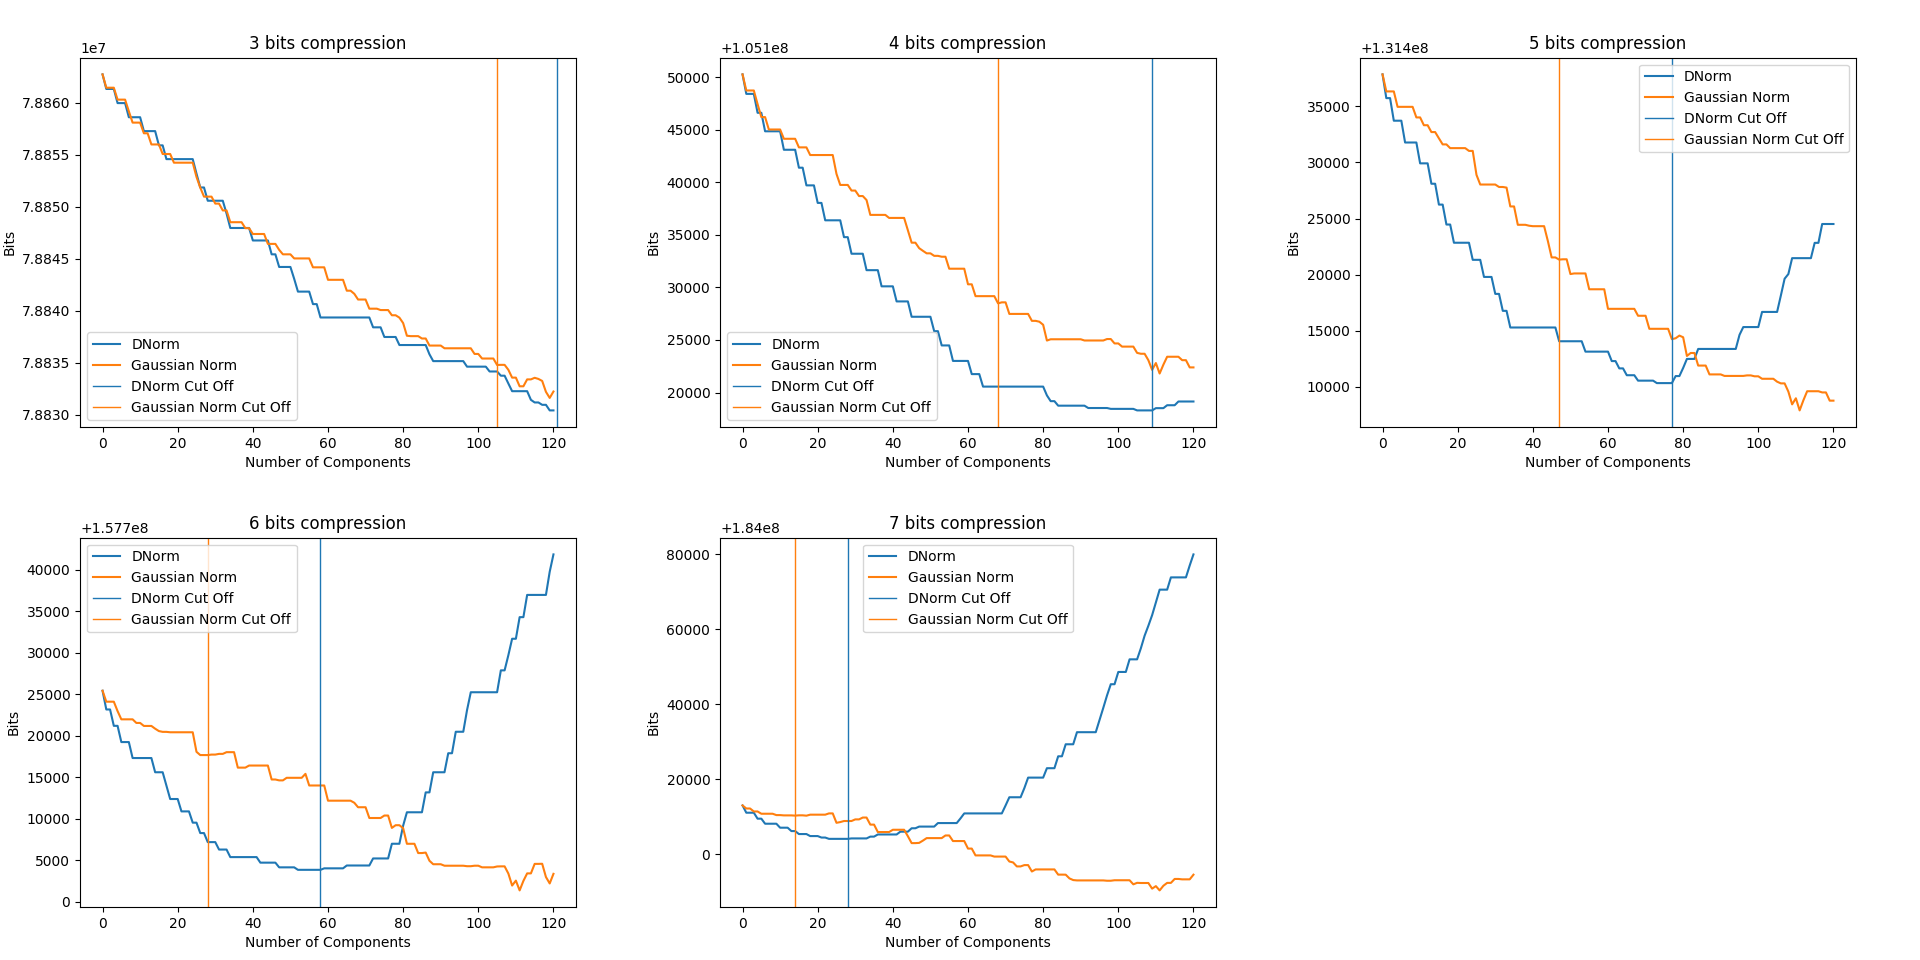 3 bits compression
1e7
7.8860
7.8855
7.8850
7.8845
7.8840
7.8835
7.8830
Bits
0 20 40 60 80 100 120
Number of Components
DNorm
Gaussian Norm
DNorm Cut Off
Gaussian Norm Cut Off
4 bits compression
+1.051e8
50000
45000
40000
35000
30000
25000
20000
Bits
0 20 40 60 80 100 120
Number of Components
DNorm
Gaussian Norm
DNorm Cut Off
Gaussian Norm Cut Off
5 bits compression
+1.314e8
35000
30000
25000
20000
15000
10000
Bits
0 20 40 60 80 100 120
Number of Components
DNorm
Gaussian Norm
DNorm Cut Off
Gaussian Norm Cut Off
6 bits compression
+1.577e8
40000
35000
30000
25000
20000
15000
10000
5000
0
Bits
0 20 40 60 80 100 120
Number of Components
DNorm
Gaussian Norm
DNorm Cut Off
Gaussian Norm Cut Off
7 bits compression
+1.84e8
80000
60000
40000
20000
0
Bits
0 20 40 60 80 100 120
Number of Components
DNorm
Gaussian Norm
DNorm Cut Off
Gaussian Norm Cut Off